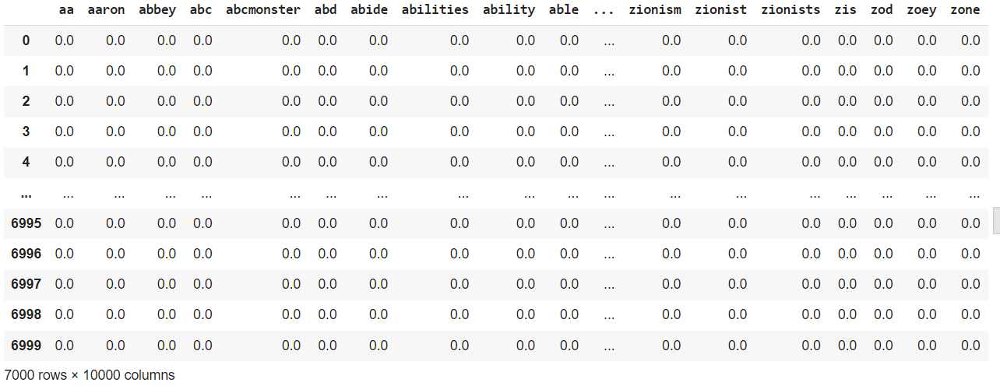 aa aaron abbey abc abcmonster abd abide abilities ability able ... zionism zionist zionists zis zod zoey zone
0 0.0 0.0 0.0 0.0 0.0 0.0 0.0 0.0 0.0 0.0 ... 0.0 0.0 0.0 0.0 0.0 0.0 0.0
1 0.0 0.0 0.0 0.0 0.0 0.0 0.0 0.0 0.0 0.0 ... 0.0 0.0 0.0 0.0 0.0 0.0 0.0
2 0.0 0.0 0.0 0.0 0.0 0.0 0.0 0.0 0.0 0.0 ... 0.0 0.0 0.0 0.0 0.0 0.0 0.0
3 0.0 0.0 0.0 0.0 0.0 0.0 0.0 0.0 0.0 0.0 ... 0.0 0.0 0.0 0.0 0.0 0.0 0.0
4 0.0 0.0 0.0 0.0 0.0 0.0 0.0 0.0 0.0 0.0 ... 0.0 0.0 0.0 0.0 0.0 0.0 0.0
... ... ... ... ... ... ... ... ... ... ... ... ... ... ... ... ... ... ...
6995 0.0 0.0 0.0 0.0 0.0 0.0 0.0 0.0 0.0 0.0 ... 0.0 0.0 0.0 0.0 0.0 0.0 0.0
6996 0.0 0.0 0.0 0.0 0.0 0.0 0.0 0.0 0.0 0.0 ... 0.0 0.0 0.0 0.0 0.0 0.0 0.0
6997 0.0 0.0 0.0 0.0 0.0 0.0 0.0 0.0 0.0 0.0 ... 0.0 0.0 0.0 0.0 0.0 0.0 0.0
6998 0.0 0.0 0.0 0.0 0.0 0.0 0.0 0.0 0.0 0.0 ... 0.0 0.0 0.0 0.0 0.0 0.0 0.0
6999 0.0 0.0 0.0 0.0 0.0 0.0 0.0 0.0 0.0 0.0 ... 0.0 0.0 0.0 0.0 0.0 0.0 0.0
7000 rows × 10000 columns